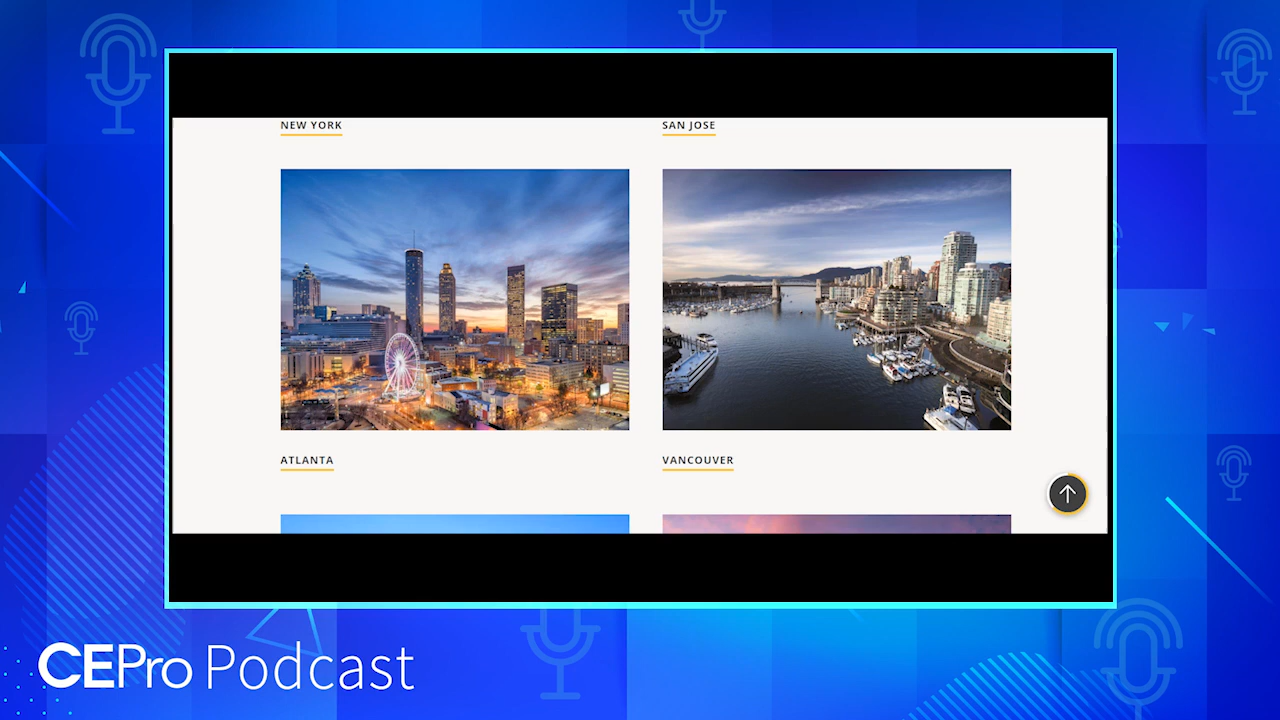 NEW YORK
SAN JOSE
ATLANTA
VANCOUVER
CEPro Podcast